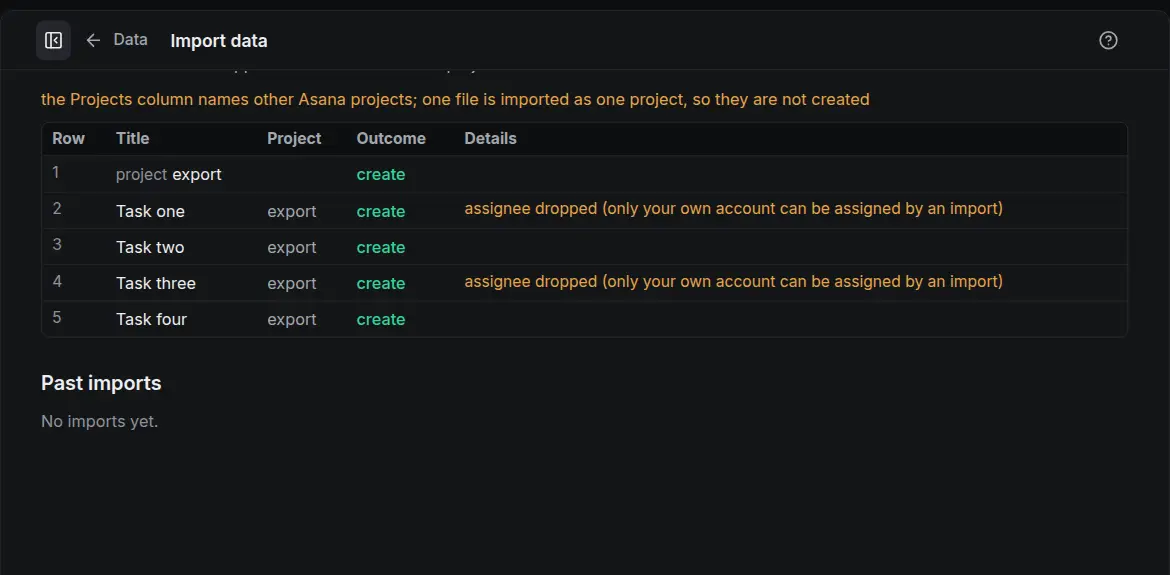 Data Import data
the Projects column names other Asana projects; one file is imported as one project, so they are not created
Row Title Project Outcome Details
1 project export create
2 Task one export create assignee dropped (only your own account can be assigned by an import)
3 Task two export create
4 Task three export create assignee dropped (only your own account can be assigned by an import)
5 Task four export create
Past imports
No imports yet.